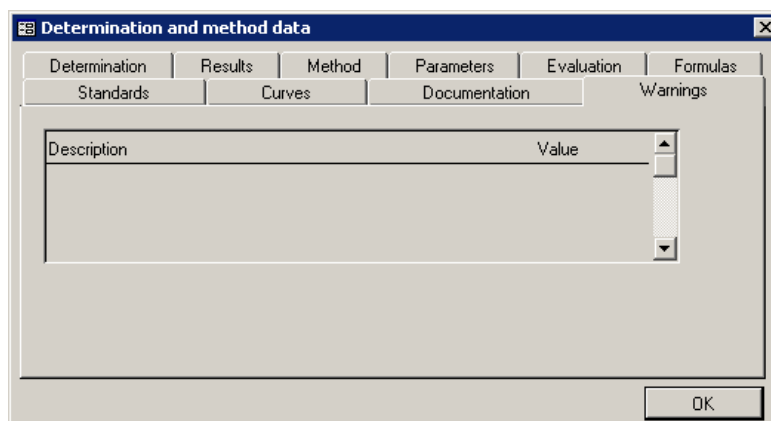 Determination and method data
Determination Results Method Parameters Evaluation Formulas
Standards Curves Documentation Warnings
Description Value
OK